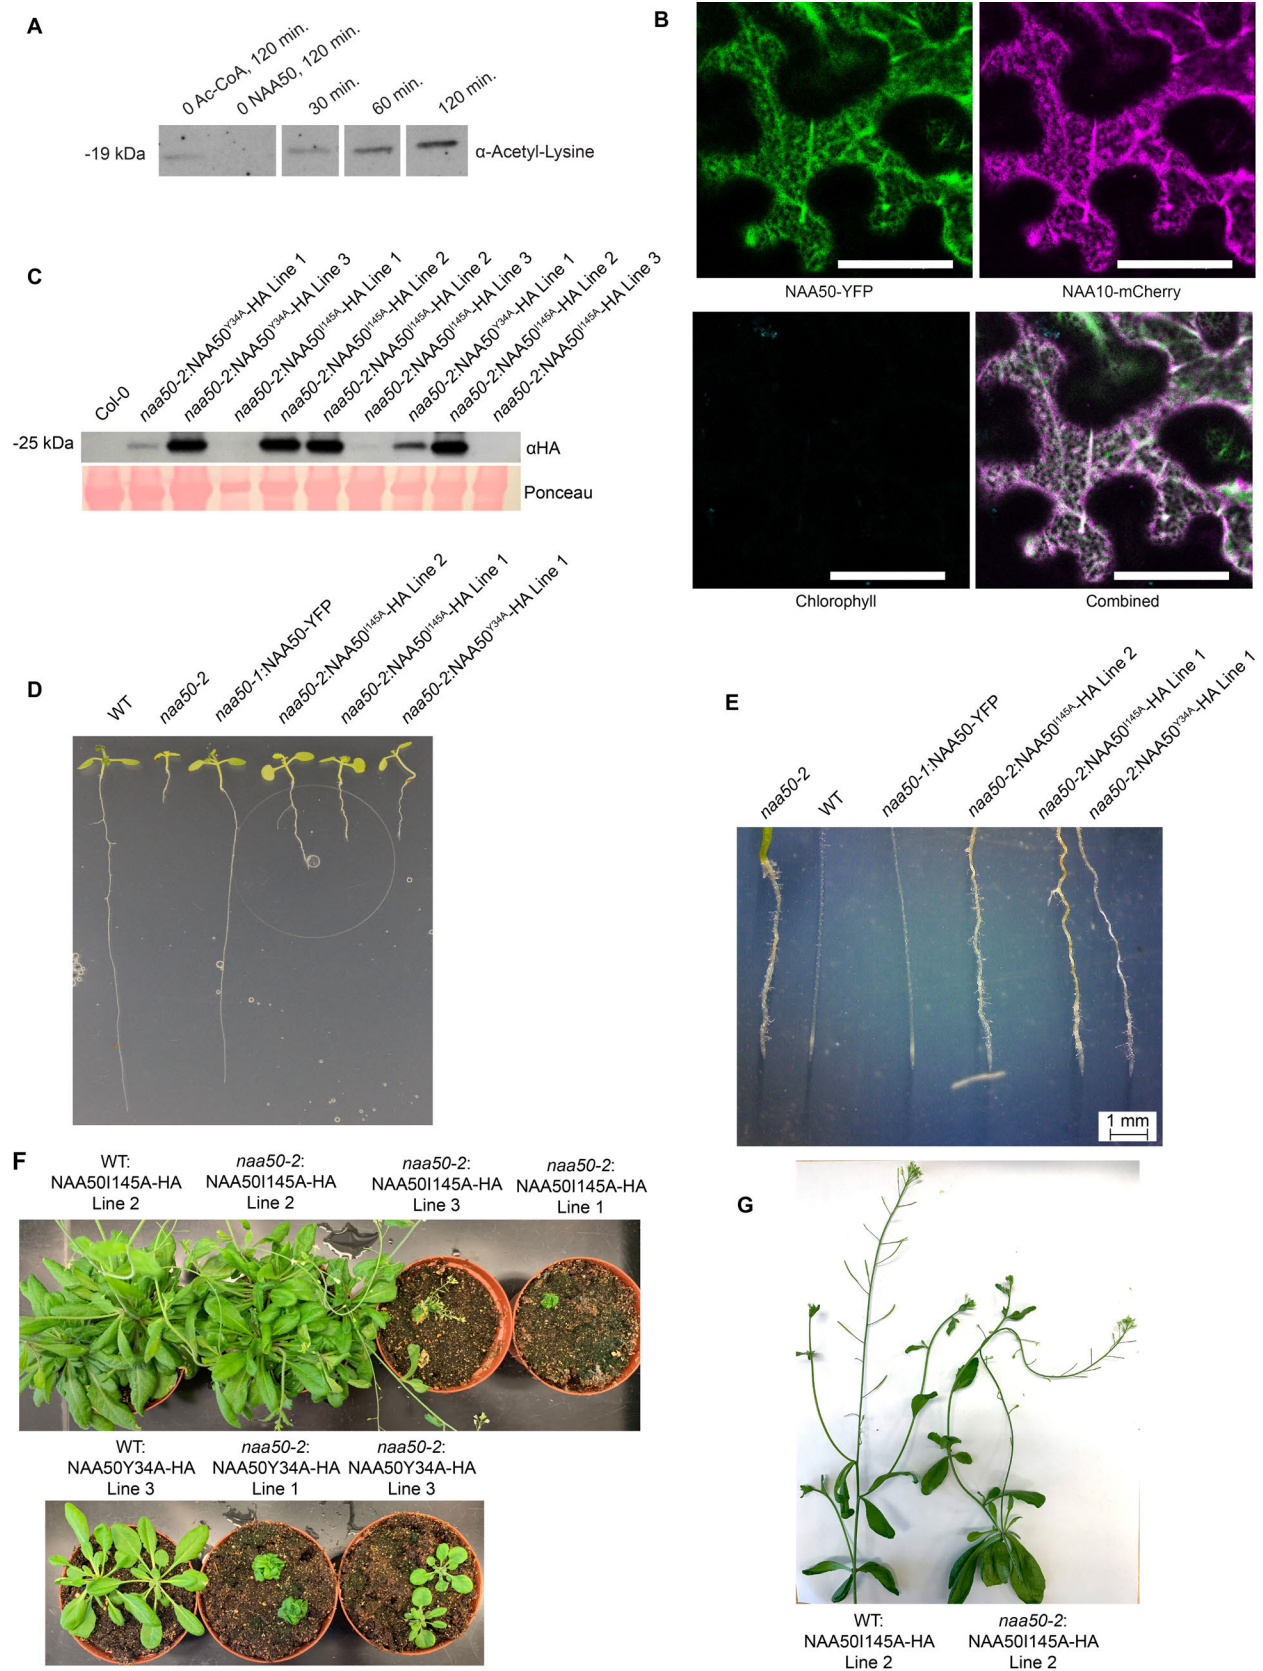 A
0 Ac-CoA, 120 min.
0 NAA50, 120 min.
30 min.
60 min.
120 min.
-19 kDa
α-Acetyl-Lysine
B
NAA50-YFP
NAA10-mCherry
Chlorophyll
Combined
C
Col-0
naa50-2:NAA50Y34A-HA Line 1
naa50-2:NAA50Y34A-HA Line 3
naa50-2:NAA50I145A-HA Line 1
naa50-2:NAA50I145A-HA Line 2
naa50-2:NAA50I145A-HA Line 2
naa50-2:NAA50I145A-HA Line 3
naa50-2:NAA50Y34A-HA Line 1
naa50-2:NAA50I145A-HA Line 2
naa50-2:NAA50I145A-HA Line 3
-25 kDa
αHA
Ponceau
D
WT
naa50-2
naa50-1:NAA50-YFP
naa50-2:NAA50I145A-HA Line 2
naa50-2:NAA50I145A-HA Line 1
naa50-2:NAA50Y34A-HA Line 1
E
naa50-2
WT
naa50-1:NAA50-YFP
naa50-2:NAA50I145A-HA Line 2
naa50-2:NAA50I145A-HA Line 1
naa50-2:NAA50Y34A-HA Line 1
1 mm
F
WT:
NAA50I145A-HA
Line 2
naa50-2:
NAA50I145A-HA
Line 2
naa50-2:
NAA50I145A-HA
Line 3
naa50-2:
NAA50I145A-HA
Line 1
WT:
NAA50Y34A-HA
Line 3
naa50-2:
NAA50Y34A-HA
Line 1
naa50-2:
NAA50Y34A-HA
Line 3
G
WT:
NAA50I145A-HA
Line 2
naa50-2:
NAA50I145A-HA
Line 2